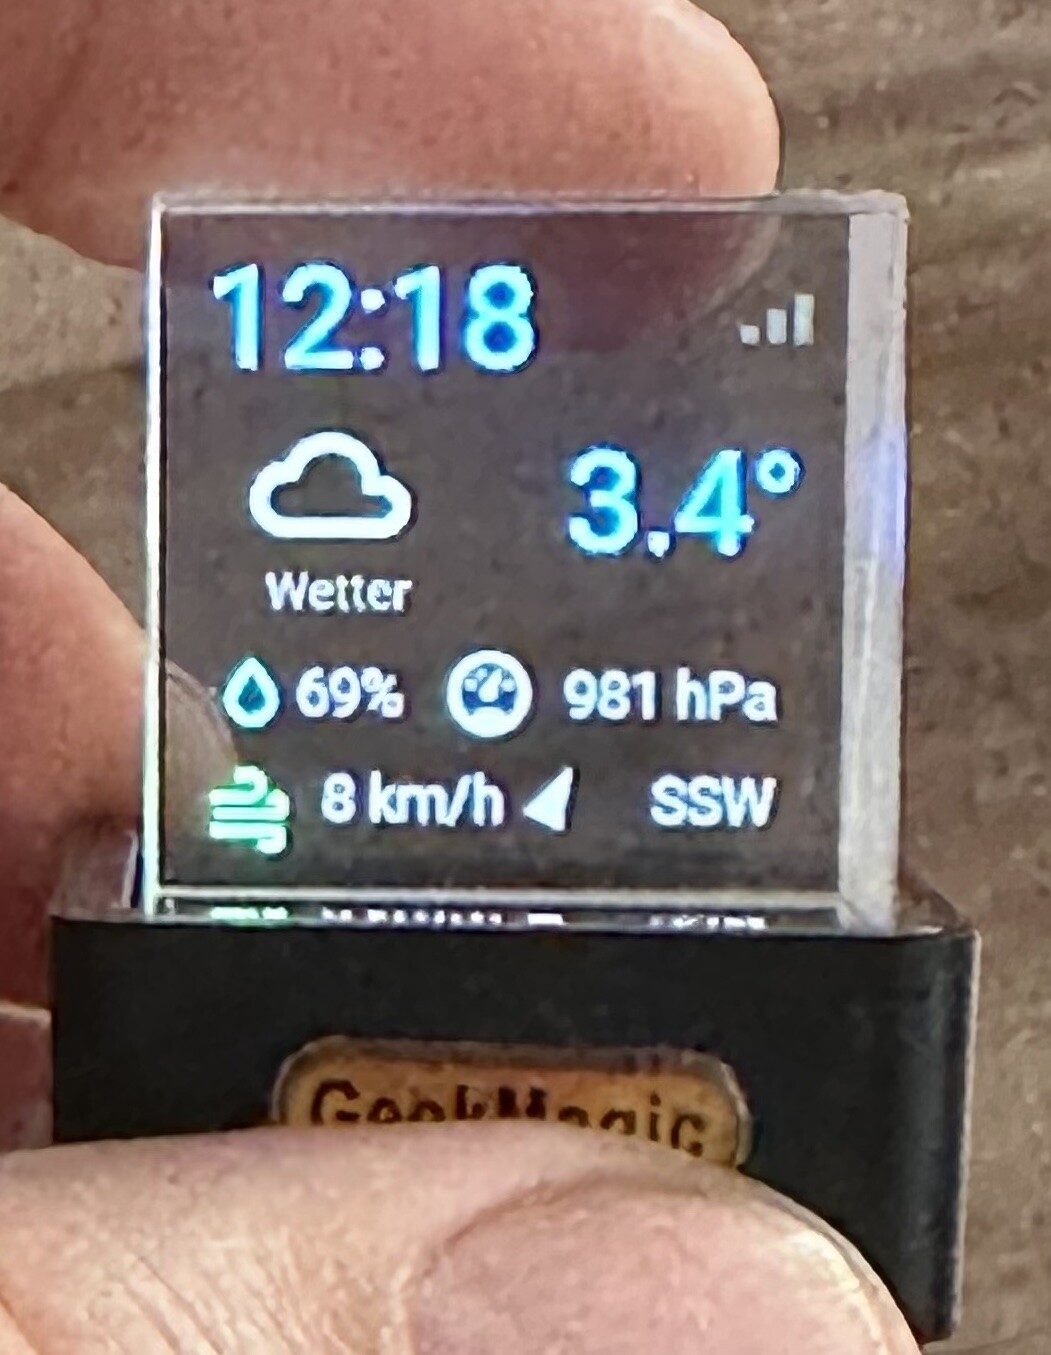 12:18
3.4°
Wetter
69% 981 hPa
8 km/h SSW
GeekMagic